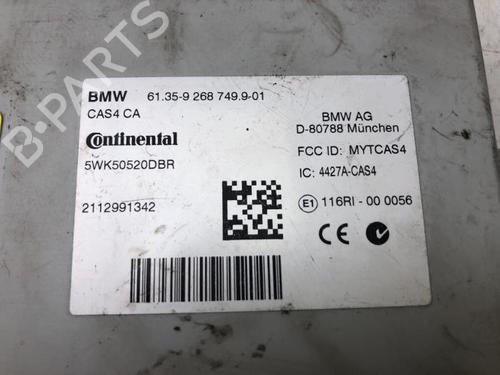 B-PARTS
BMW 61.35-9 268 749.9-01
CAS4 CA
Continental
5WK50520DBR
2112991342
BMW AG
D-80788 München
FCC ID: MYTCAS4
IC: 4427A-CAS4
E1 116RI - 00 0056
CE